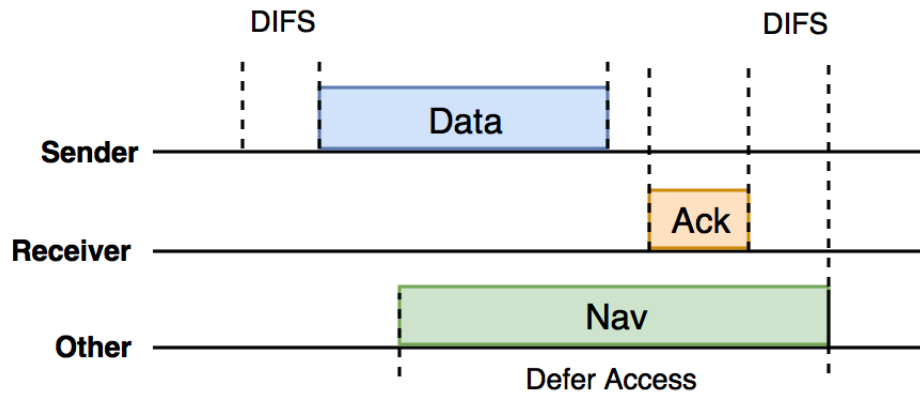 DIFS
DIFS
Data
Sender
Ack
Receiver
Nav
Other
Defer Access